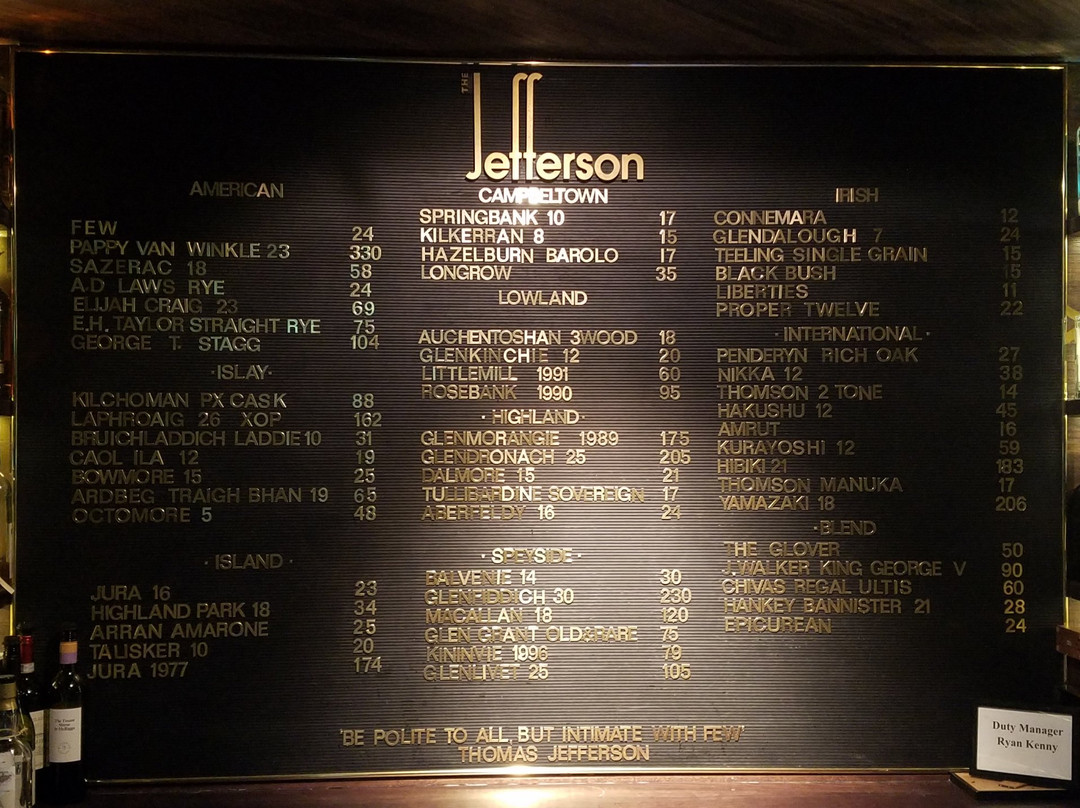 THE
Jefferson
AMERICAN
FEW 24
PAPPY VAN WINKLE 23 330
SAZERAC 18 58
A.D LAWS RYE 24
ELIJAH CRAIG 23 69
E.H. TAYLOR STRAIGHT RYE 75
GEORGE T. STAGG 104
·ISLAY·
KILCHOMAN PX CASK 88
LAPHROAIG 26 XOP 162
BRUICHLADDICH LADDIE 10 31
CAOL ILA 12 19
BOWMORE 15 25
ARDBEG TRAIGH BHAN 19 65
OCTOMORE 5 48
·ISLAND·
JURA 16 23
HIGHLAND PARK 18 34
ARRAN AMARONE 25
TALISKER 10 20
JURA 1977 174
CAMPBELTOWN
SPRINGBANK 10 17
KILKERRAN 8 15
HAZELBURN BAROLO 17
LONGROW 35
LOWLAND
AUCHENTOSHAN 3WOOD 18
GLENKINCHIE 12 20
LITTLEMILL 1991 60
ROSEBANK 1990 95
·HIGHLAND·
GLENMORANGIE 1989 175
GLENDRONACH 25 205
DALMORE 15 21
TULLIBARDINE SOVEREIGN 17
ABERFELDY 16 24
·SPEYSIDE·
BALVENIE 14 30
GLENFIDDICH 30 230
MACALLAN 18 120
GLEN GRANT OLD&RARE 75
KININVIE 1996 79
GLENLIVET 25 105
IRISH
CONNEMARA 12
GLENDALOUGH 7 24
TEELING SINGLE GRAIN 15
BLACK BUSH 15
LIBERTIES 11
PROPER TWELVE 22
·INTERNATIONAL·
PENDERYN RICH OAK 27
NIKKA 12 38
THOMSON 2 TONE 14
HAKUSHU 12 45
AMRUT 16
KURAYOSHI 12 59
HIBIKI 21 183
THOMSON MANUKA 17
YAMAZAKI 18 206
·BLEND
THE GLOVER 50
J.WALKER KING GEORGE V 90
CHIVAS REGAL ULTIS 60
HANKEY BANNISTER 21 28
EPICUREAN 24
'BE POLITE TO ALL, BUT INTIMATE WITH FEW'
THOMAS JEFFERSON
Duty Manager
Ryan Kenny